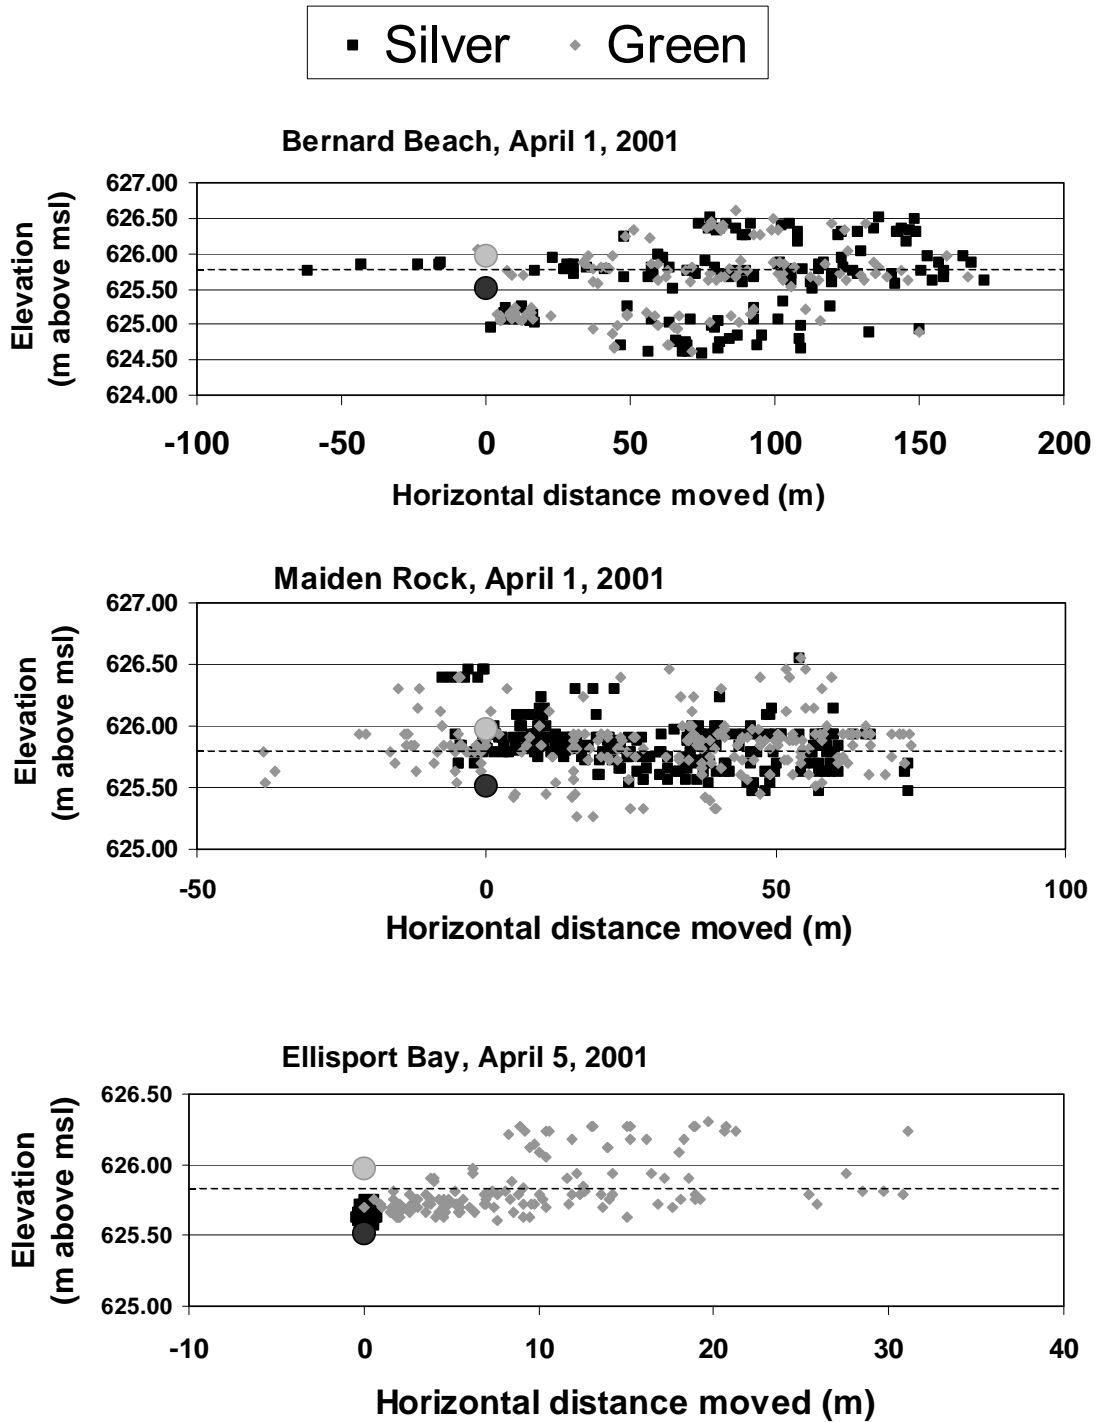 Silver Green
Bernard Beach, April 1, 2001
627.00
626.50
626.00
625.50
625.00
624.50
624.00
Elevation
(m above msl)
-100 -50 0 50 100 150 200
Horizontal distance moved (m)
Maiden Rock, April 1, 2001
627.00
626.50
626.00
625.50
625.00
Elevation
(m above msl)
-50 0 50 100
Horizontal distance moved (m)
Ellisport Bay, April 5, 2001
626.50
626.00
625.50
625.00
Elevation
(m above msl)
-10 0 10 20 30 40
Horizontal distance moved (m)